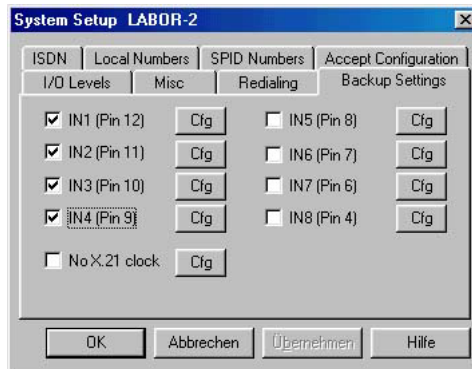 System Setup LABOR-2
ISDN Local Numbers SPID Numbers Accept Configuration
I/O Levels Misc Redialing Backup Settings
IN1 (Pin 12) Cfg IN5 (Pin 8) Cfg
IN2 (Pin 11) Cfg IN6 (Pin 7) Cfg
IN3 (Pin 10) Cfg IN7 (Pin 6) Cfg
IN4 (Pin 9) Cfg IN8 (Pin 4) Cfg
No X.21 clock Cfg
OK Abbrechen Übernehmen Hilfe